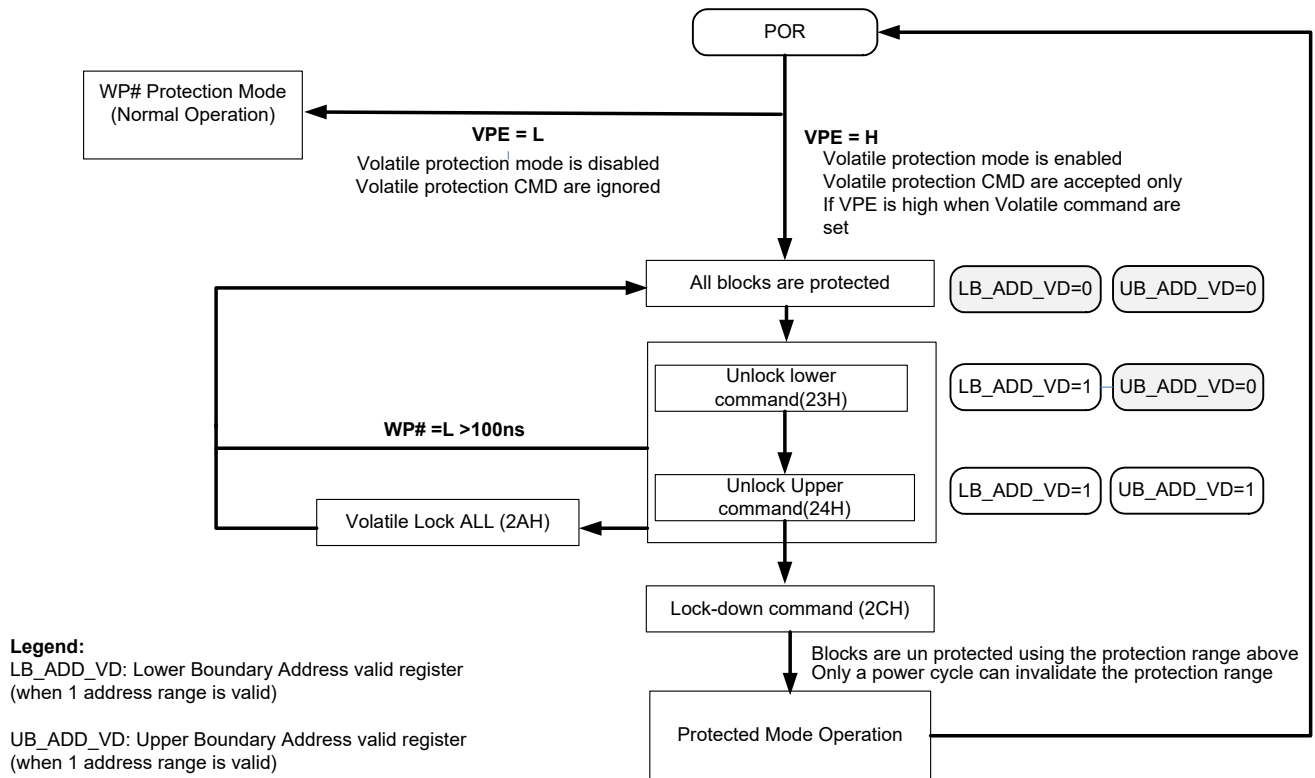 POR
WP# Protection Mode
(Normal Operation)
VPE = L
Volatile protection mode is disabled
Volatile protection CMD are ignored
VPE = H
Volatile protection mode is enabled
Volatile protection CMD are accepted only
If VPE is high when Volatile command are
set
All blocks are protected
LB_ADD_VD=0
UB_ADD_VD=0
Unlock lower
command(23H)
LB_ADD_VD=1
UB_ADD_VD=0
WP# =L >100ns
Unlock Upper
command(24H)
LB_ADD_VD=1
UB_ADD_VD=1
Volatile Lock ALL (2AH)
Lock-down command (2CH)
Blocks are un protected using the protection range above
Only a power cycle can invalidate the protection range
Protected Mode Operation
Legend:
LB_ADD_VD: Lower Boundary Address valid register
(when 1 address range is valid)
UB_ADD_VD: Upper Boundary Address valid register
(when 1 address range is valid)